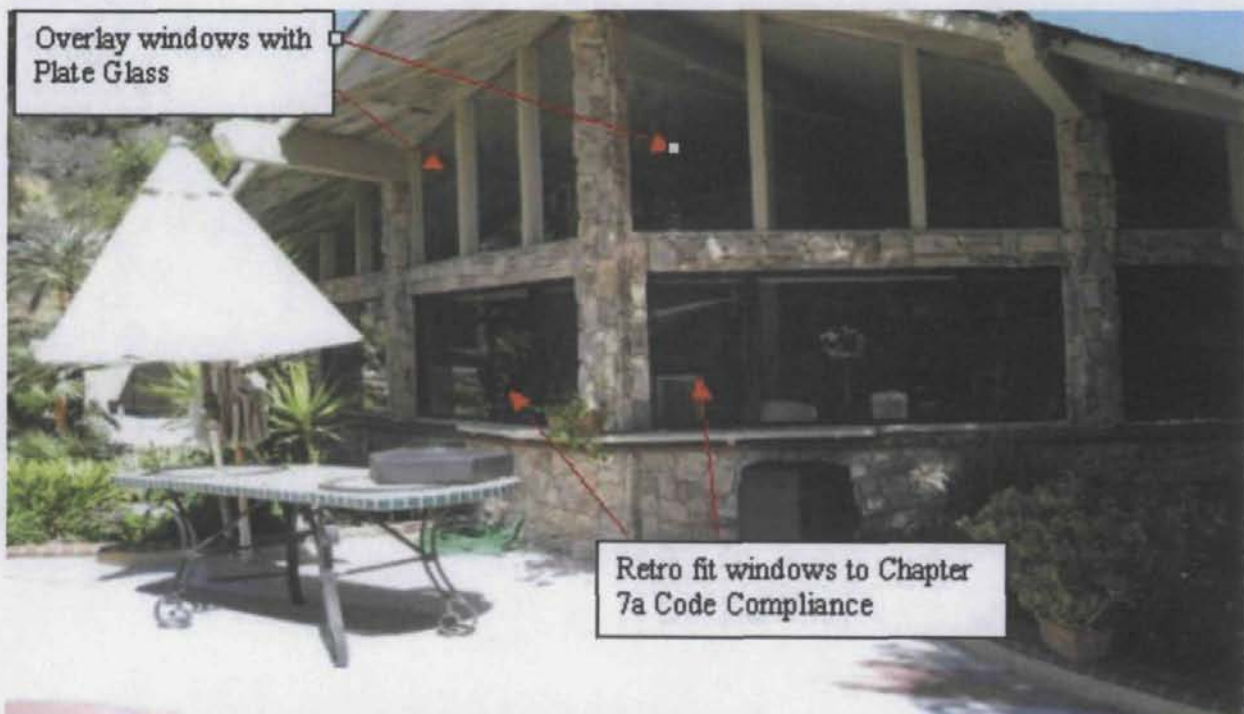 Overlay windows with
Plate Glass
Retro fit windows to Chapter
7a Code Compliance